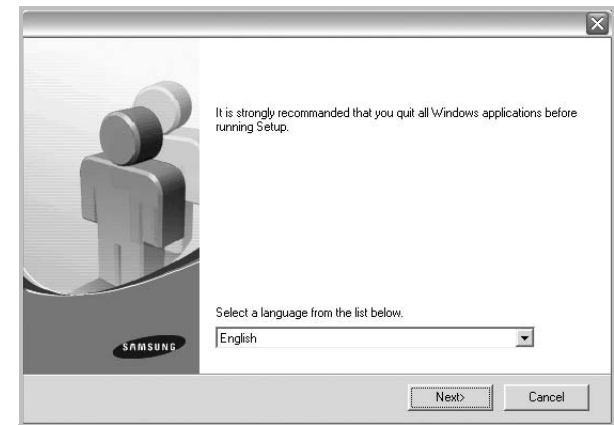 It is strongly recommanded that you quit all Windows applications before
running Setup.
Select a language from the list below.
English
SAMSUNG
Next>
Cancel